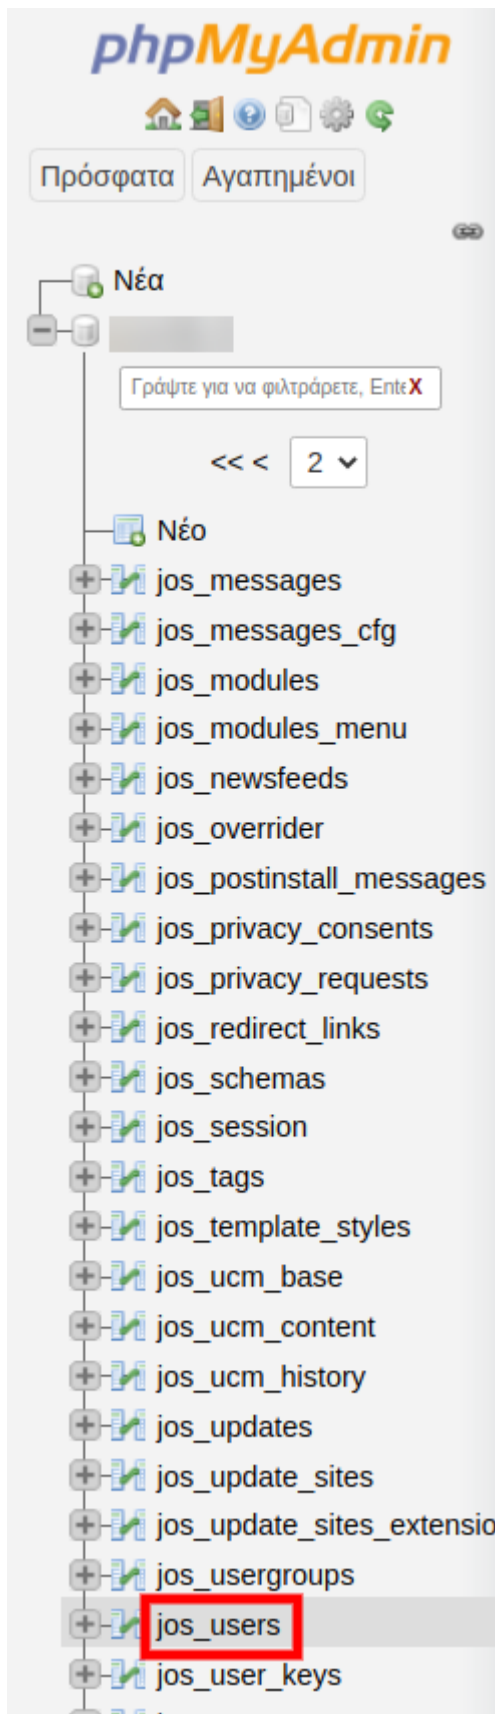 phpMyAdmin
Πρόσφατα Αγαπημένοι
Νέα
Γράψτε για να φιλτράρετε, Ente X
<< < 2
Νέο
jos_messages
jos_messages_cfg
jos_modules
jos_modules_menu
jos_newsfeeds
jos_overrider
jos_postinstall_messages
jos_privacy_consents
jos_privacy_requests
jos_redirect_links
jos_schemas
jos_session
jos_tags
jos_template_styles
jos_ucm_base
jos_ucm_content
jos_ucm_history
jos_updates
jos_update_sites
jos_update_sites_extensio
jos_usergroups
jos_users
jos_user_keys